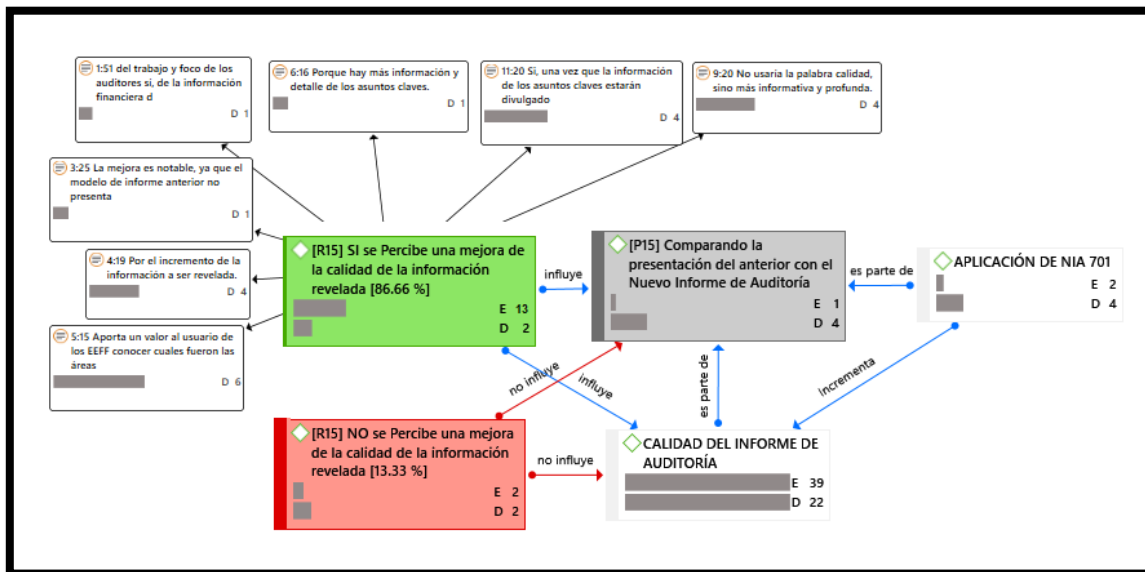 1:51 del trabajo y foco de los
auditores si, de la información
financiera d
D 1
6:16 Porque hay más información y
detalle de los asuntos claves.
D 1
11:20 Si, una vez que la información
de los asuntos claves estarán
divulgado
D 4
9:20 No usaria la palabra calidad,
sino más informativa y profunda.
D 4
3:25 La mejora es notable, ya que el
modelo de informe anterior no
presenta
D 1
4:19 Por el incremento de la
información a ser revelada.
D 4
5:15 Aporta un valor al usuario de
los EEFF conocer cuales fueron las
áreas
D 6
[R15] SI se Percibe una mejora de
la calidad de la información
revelada [86.66 %]
E 13
D 2
influye
[P15] Comparando la
presentación del anterior con el
Nuevo Informe de Auditoría
E 1
D 4
es parte de
APLICACIÓN DE NIA 701
E 2
D 4
no influye
influye
es parte de
Incrementa
[R15] NO se Percibe una mejora
de la calidad de la información
revelada [13.33 %]
E 2
D 2
no influye
CALIDAD DEL INFORME DE
AUDITORÍA
E 39
D 22